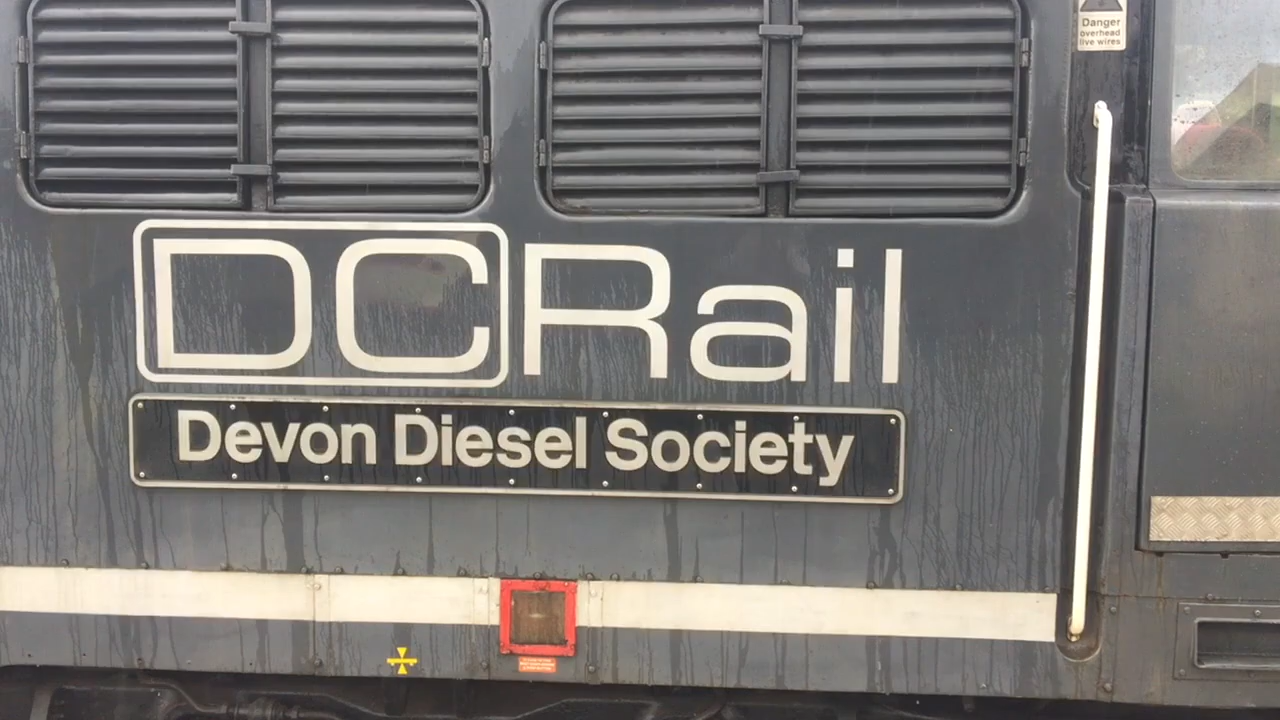 Danger
overhead
live wires
DCRail
Devon Diesel Society